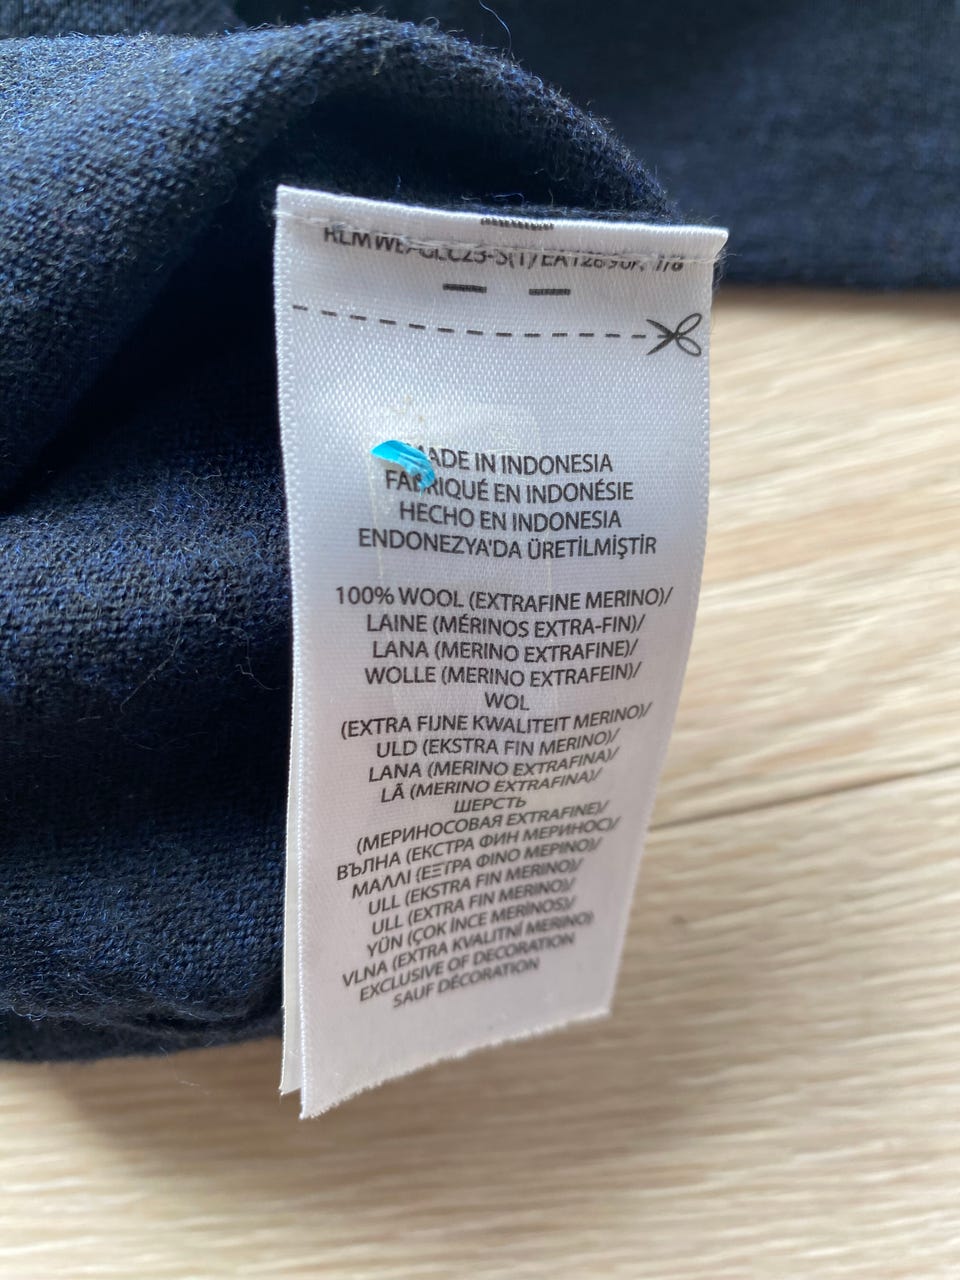 MADE IN INDONESIA
FABRIQUÉ EN INDONÉSIE
HECHO EN INDONESIA
ENDONEZYA'DA ÜRETİLMİŞTİR
100% WOOL (EXTRAFINE MERINO)/
LAINE (MÉRINOS EXTRA-FIN)/
LANA (MERINO EXTRAFINE)/
WOLLE (MERINO EXTRAFEIN)/
WOL
(EXTRA FIJNE KWALITEIT MERINO)/
ULD (EKSTRA FIN MERINO)/
LANA (MERINO EXTRAFINA)/
LÃ (MERINO EXTRAFINA)/
ШЕРСТЬ
(МЕРИНОСОВАЯ EXTRAFINE)/
ВЪЛНА (ЕКСТРА ФИН МЕРИНОС)/
ΜΑΛΛΙ (ΕΞΤΡΑ ΦΙΝΟ ΜΕΡΙΝΟ)/
ULL (EKSTRA FIN MERINO)/
ULL (EXTRA FIN MERINO)/
YÜN (ÇOK İNCE MERİNOS)/
VLNA (EXTRA KVALITNÍ MERINO)
EXCLUSIVE OF DECORATION
SAUF DÉCORATION